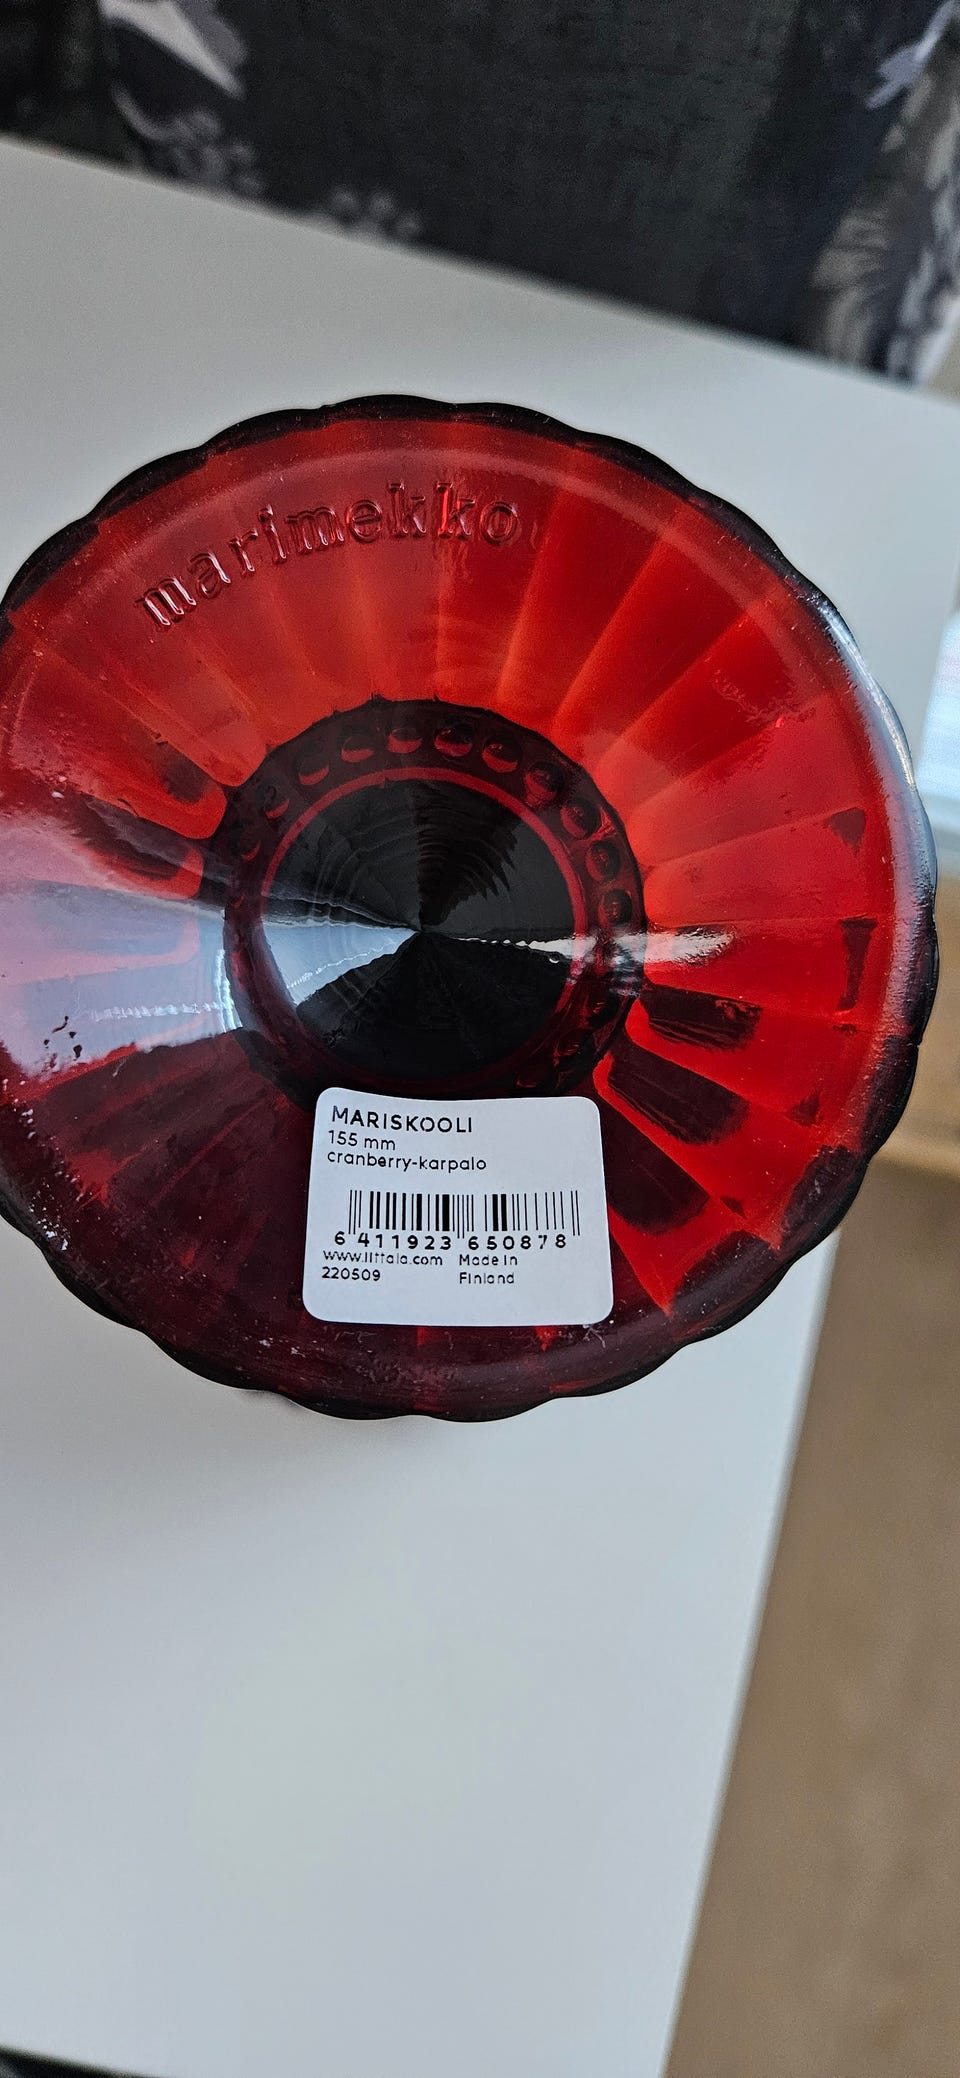 marimekko
MARISKOOLI
155 mm
cranberry-karpalo
6 411923 650878
www.iittala.com Made in
220509 Finland